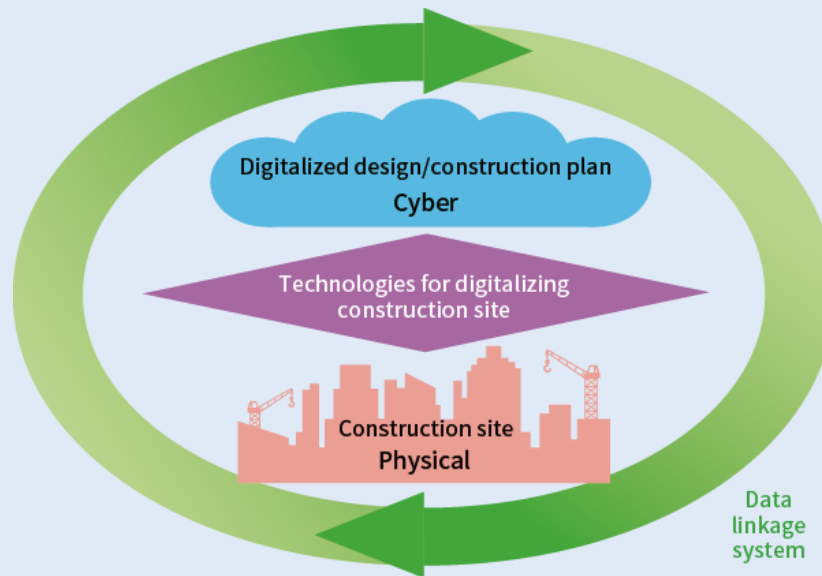 Digitalized design/construction plan
Cyber
Technologies for digitalizing
construction site
Construction site
Physical
Data
linkage
system